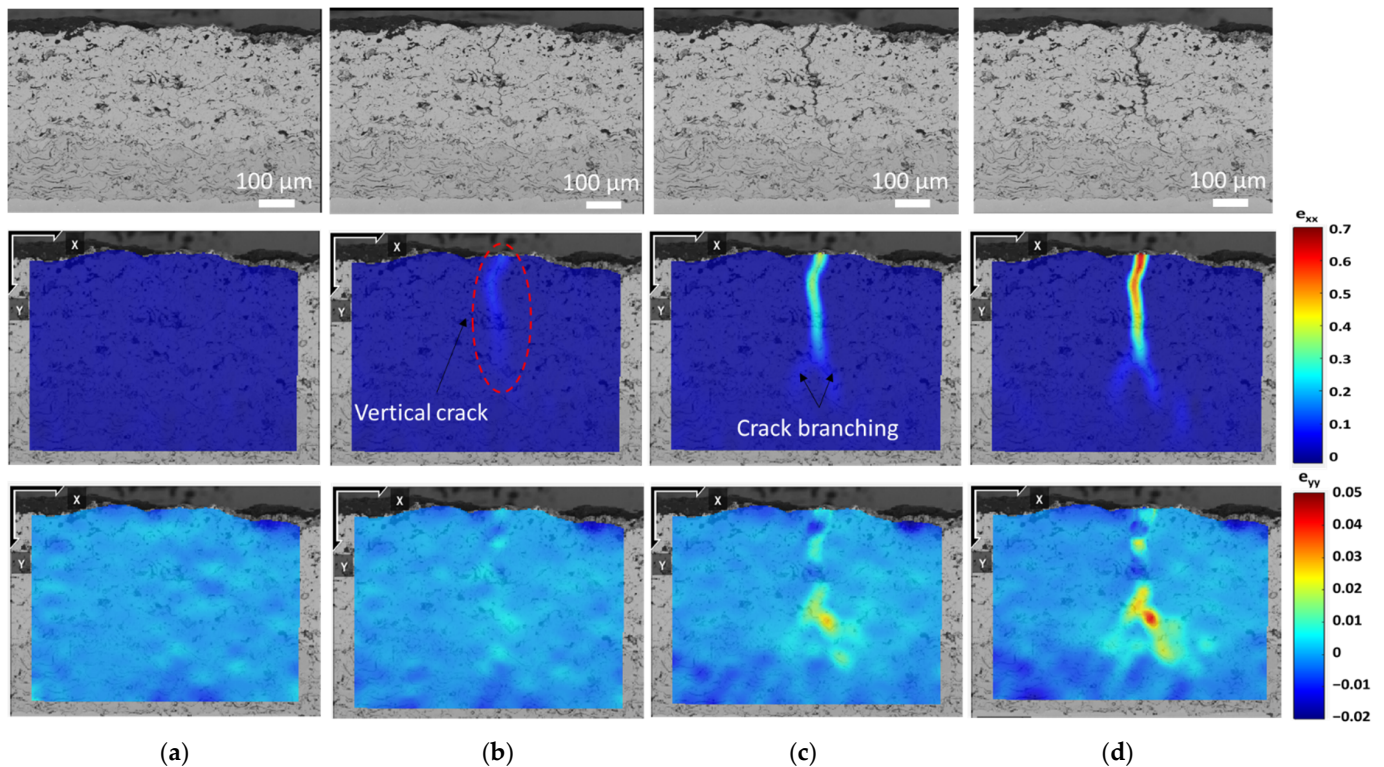 100 μm
100 μm
100 μm
100 μm
X
Y
X
Y
Vertical crack
X
Y
Crack branching
X
Y
exx
0.7
0.6
0.5
0.4
0.3
0.2
0.1
0
X
Y
X
Y
X
Y
X
Y
eyy
0.05
0.04
0.03
0.02
0.01
0
−0.01
−0.02
(a)
(b)
(c)
(d)